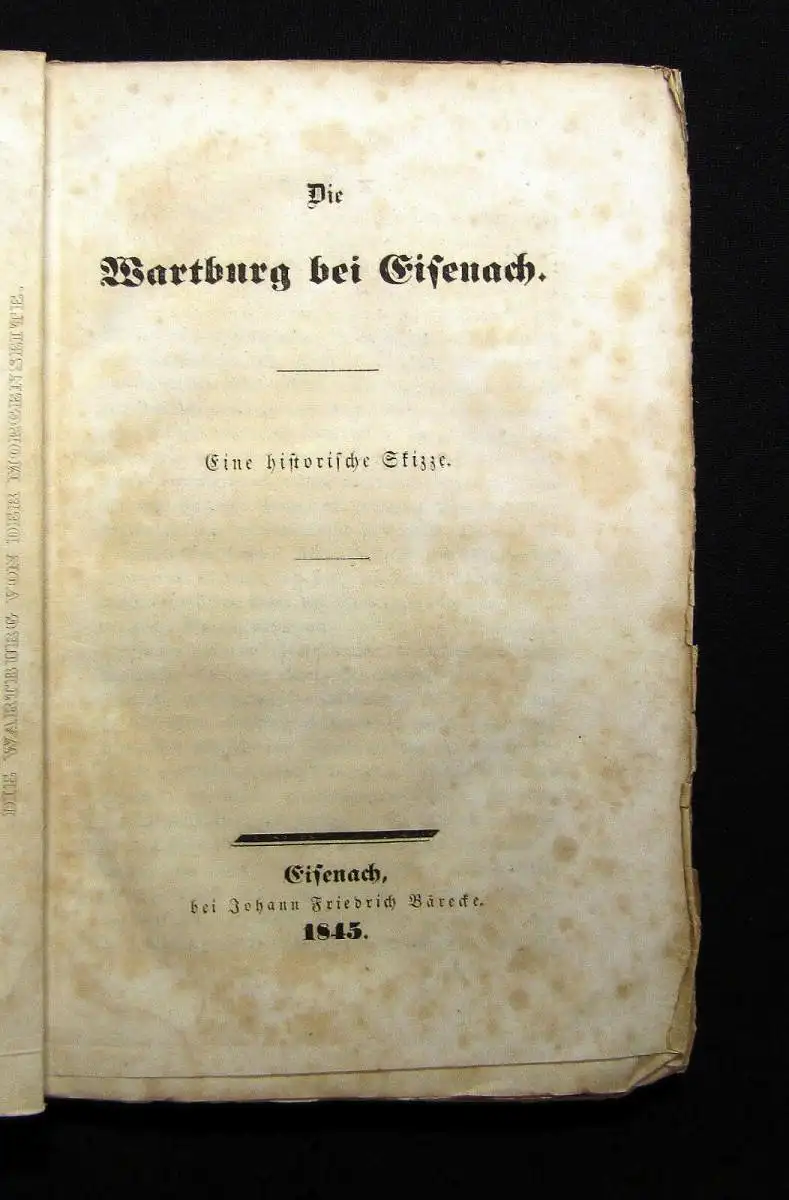 DIE WARTBURG VON DER MORGENSEITE.
Die
Wartburg bei Eiſenach.
Eine hiſtoriſche Skizze.
Eiſenach,
bei Johann Friedrich Bärecke.
1845.